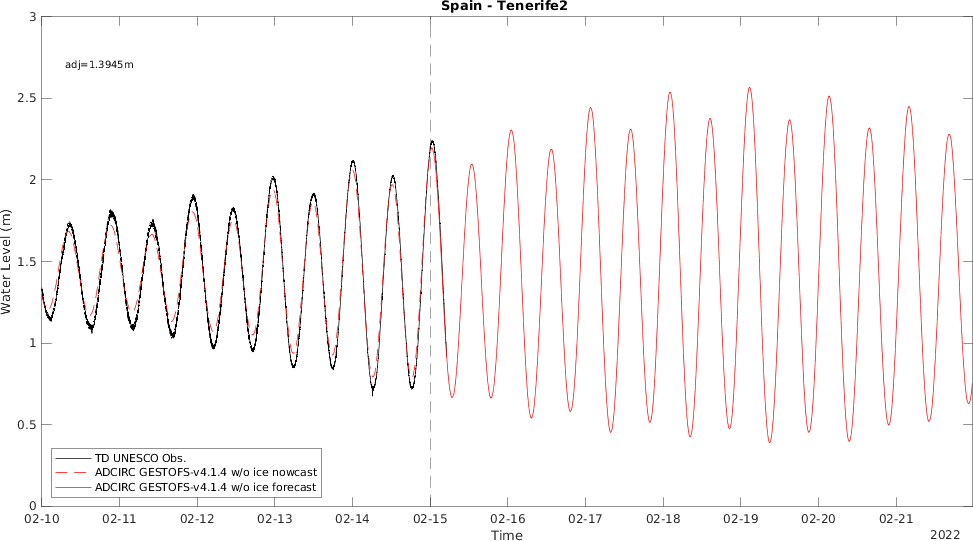 Spain - Tenerife2
3
adj=1.3945m
2.5
2
1.5
Water Level (m)
1
0.5
TD UNESCO Obs.
ADCIRC GESTOFS-v4.1.4 w/o ice nowcast
ADCIRC GESTOFS-v4.1.4 w/o ice forecast
0
02-10 02-11 02-12 02-13 02-14 02-15 02-16 02-17 02-18 02-19 02-20 02-21
Time
2022